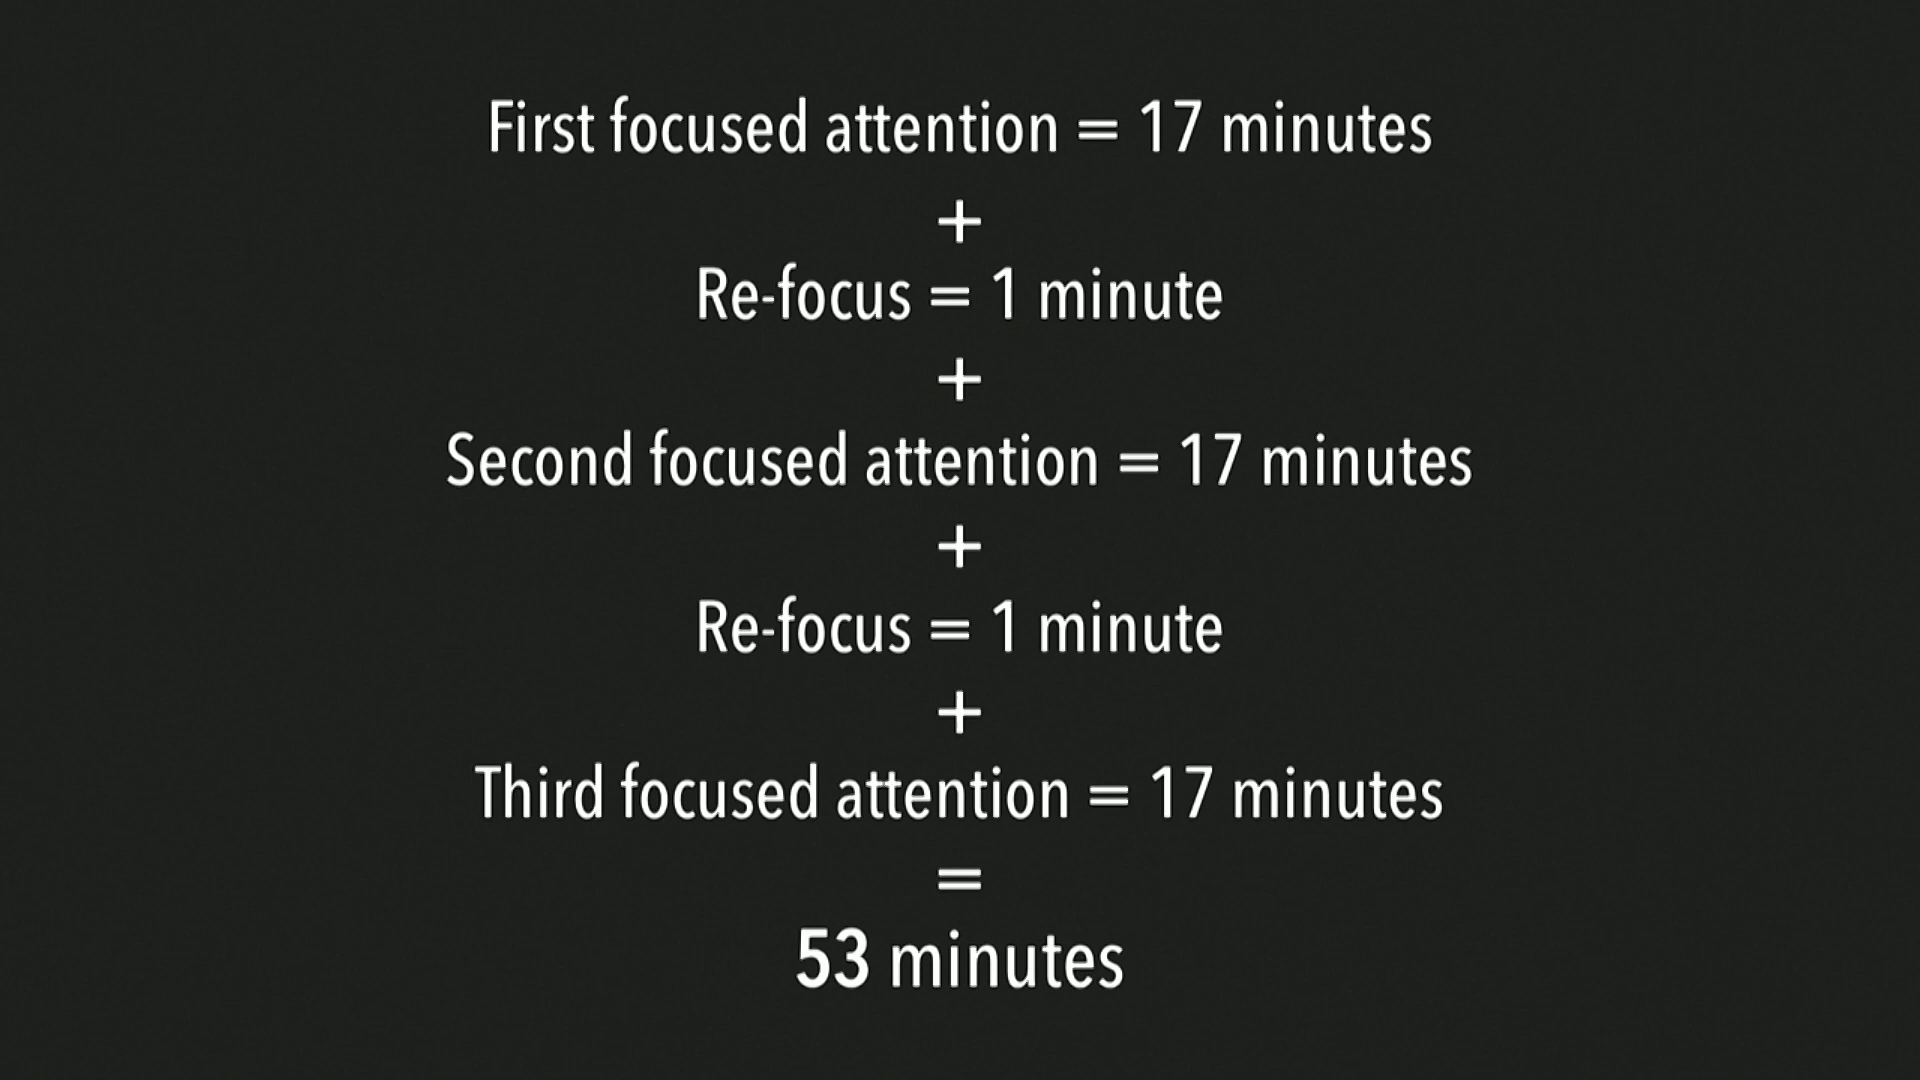 First focused attention = 17 minutes
+
Re-focus = 1 minute
+
Second focused attention = 17 minutes
+
Re-focus = 1 minute
+
Third focused attention = 17 minutes
=
53 minutes